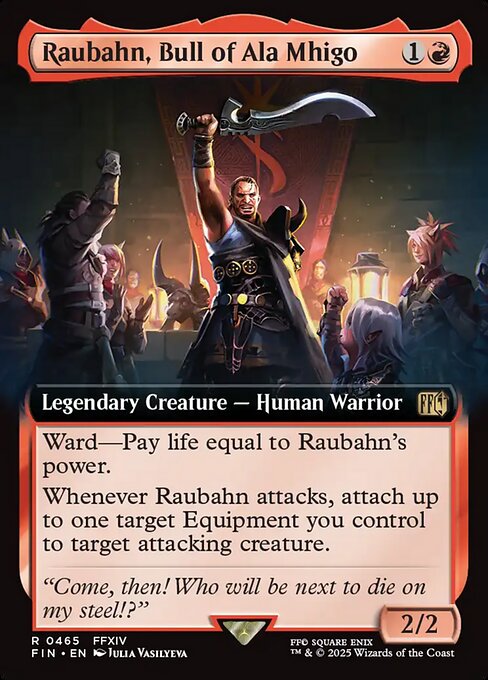 Raubahn, Bull of Ala Mhigo 1
Legendary Creature — Human Warrior FFC
Ward—Pay life equal to Raubahn's
power.
Whenever Raubahn attacks, attach up
to one target Equipment you control
to target attacking creature.
“Come, then! Who will be next to die on
my steel!?”
2/2
R 0465 FFXIV
FIN • EN Julia Vasilyeva
FF© SQUARE ENIX
™ & © 2025 Wizards of the Coast